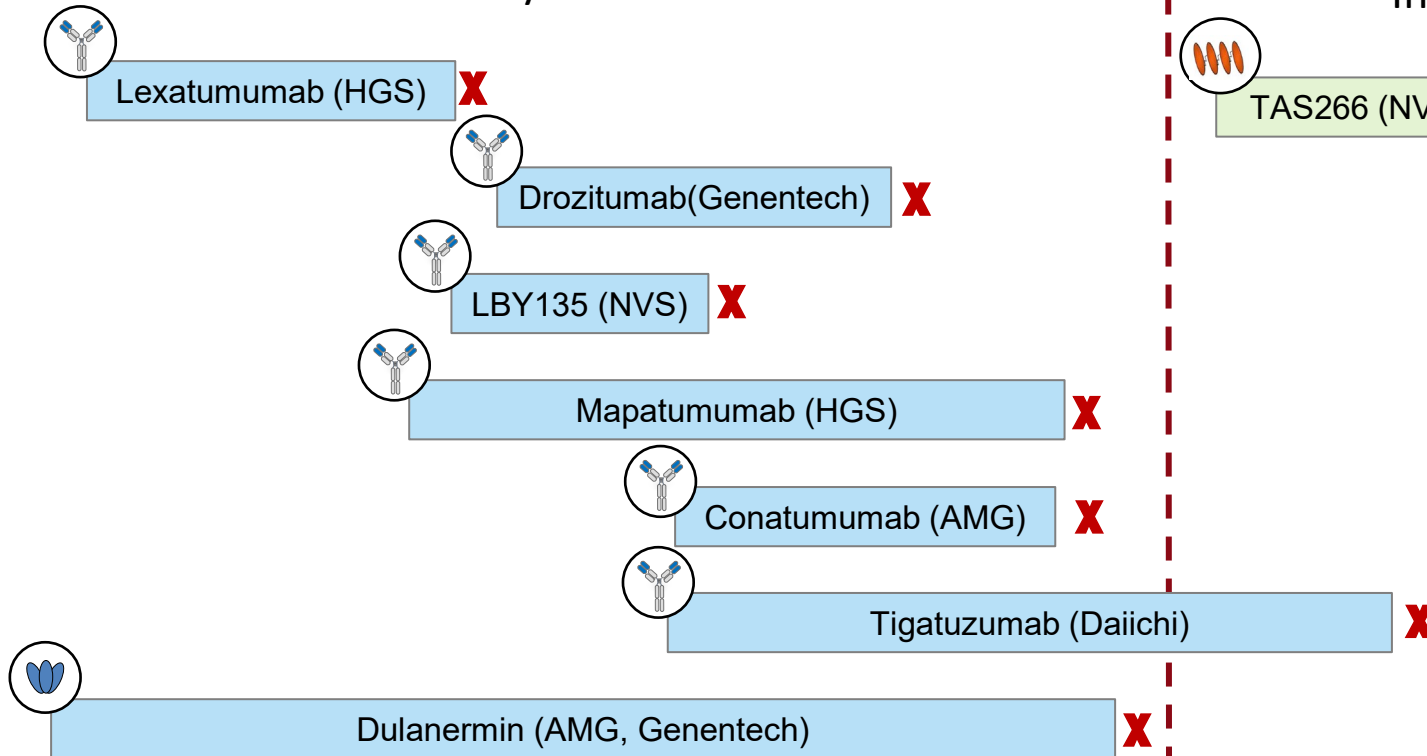 Lexatumumab (HGS) X
TAS266 (NV
Drozitumab(Genentech) X
LBY135 (NVS) X
Mapatumumab (HGS) X
Conatumumab (AMG) X
Tigatuzumab (Daiichi) X
Dulanermin (AMG, Genentech) X